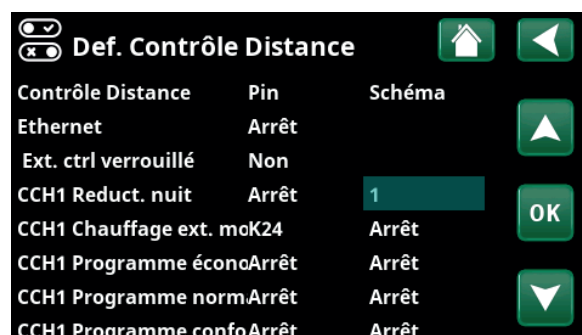 Def. Contrôle Distance
Contrôle Distance Pin Schéma
Ethernet Arrêt
Ext. ctrl verrouillé Non
CCH1 Reduct. nuit Arrêt 1
CCH1 Chauffage ext. mo K24 Arrêt
OK
CCH1 Programme écono Arrêt Arrêt
CCH1 Programme norm Arrêt Arrêt
CCH1 Programme confo Arrêt Arrêt